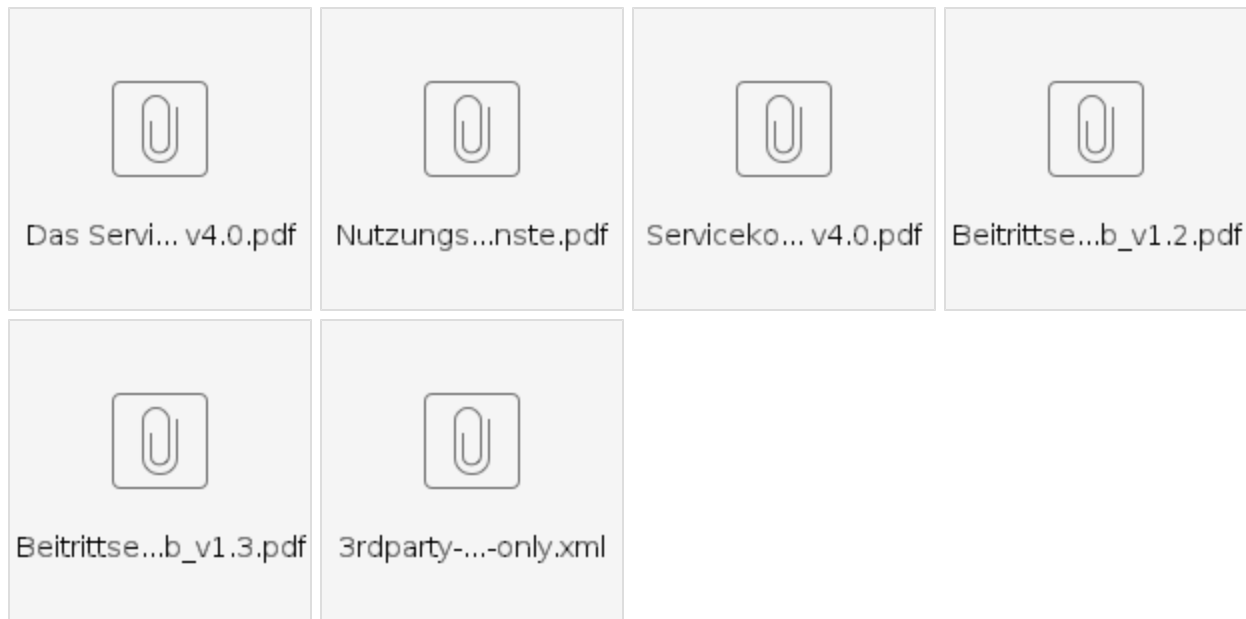 Das Servi... v4.0.pdf
Nutzungs...nste.pdf
Serviceko... v4.0.pdf
Beitrittse...b_v1.2.pdf
Beitrittse...b_v1.3.pdf
3rdparty-...-only.xml